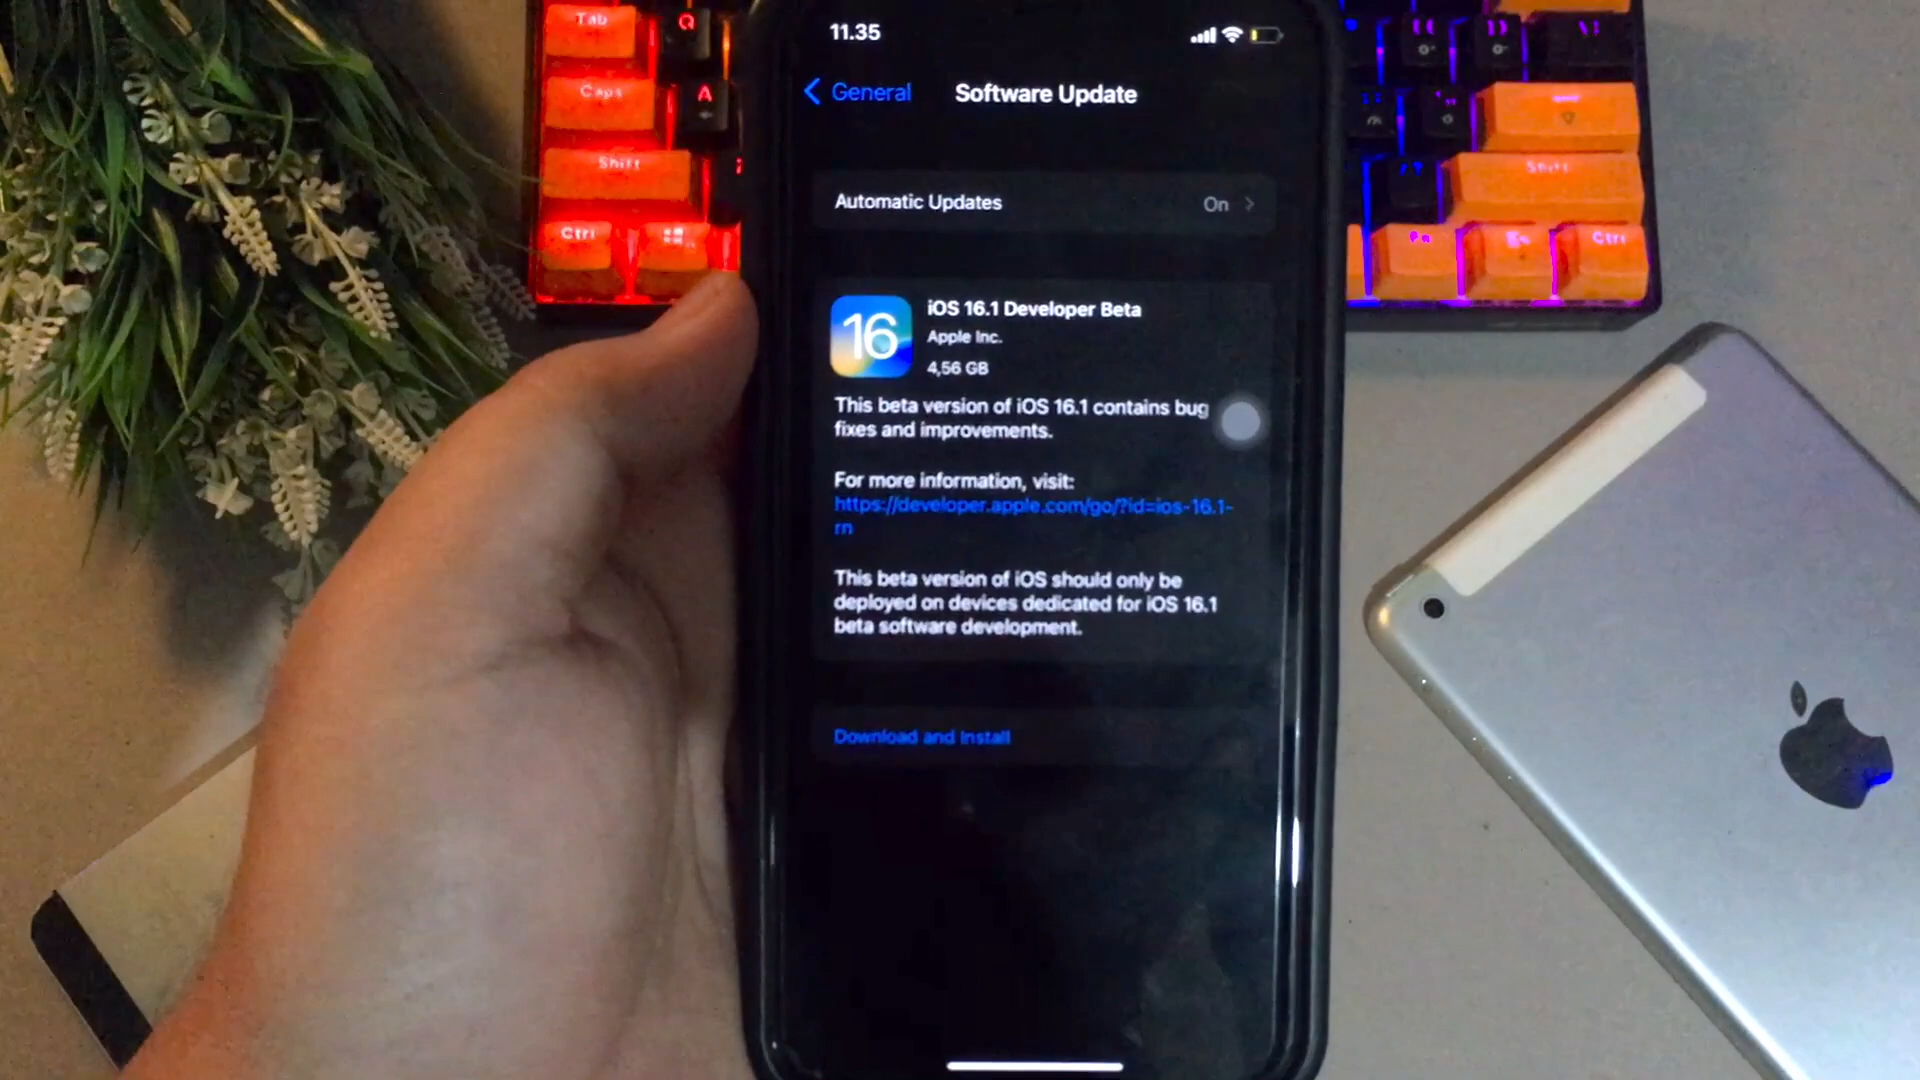 Tab
Q
Caps
A
Shift
Shift
Ctrl
Fn
Ctrl
11.35
General
Software Update
Automatic Updates
On
16
iOS 16.1 Developer Beta
Apple Inc.
4,56 GB
This beta version of iOS 16.1 contains bug
fixes and improvements.
For more information, visit:
https://developer.apple.com/go/?id=ios-16.1-
rn
This beta version of iOS should only be
deployed on devices dedicated for iOS 16.1
beta software development.
Download and Install